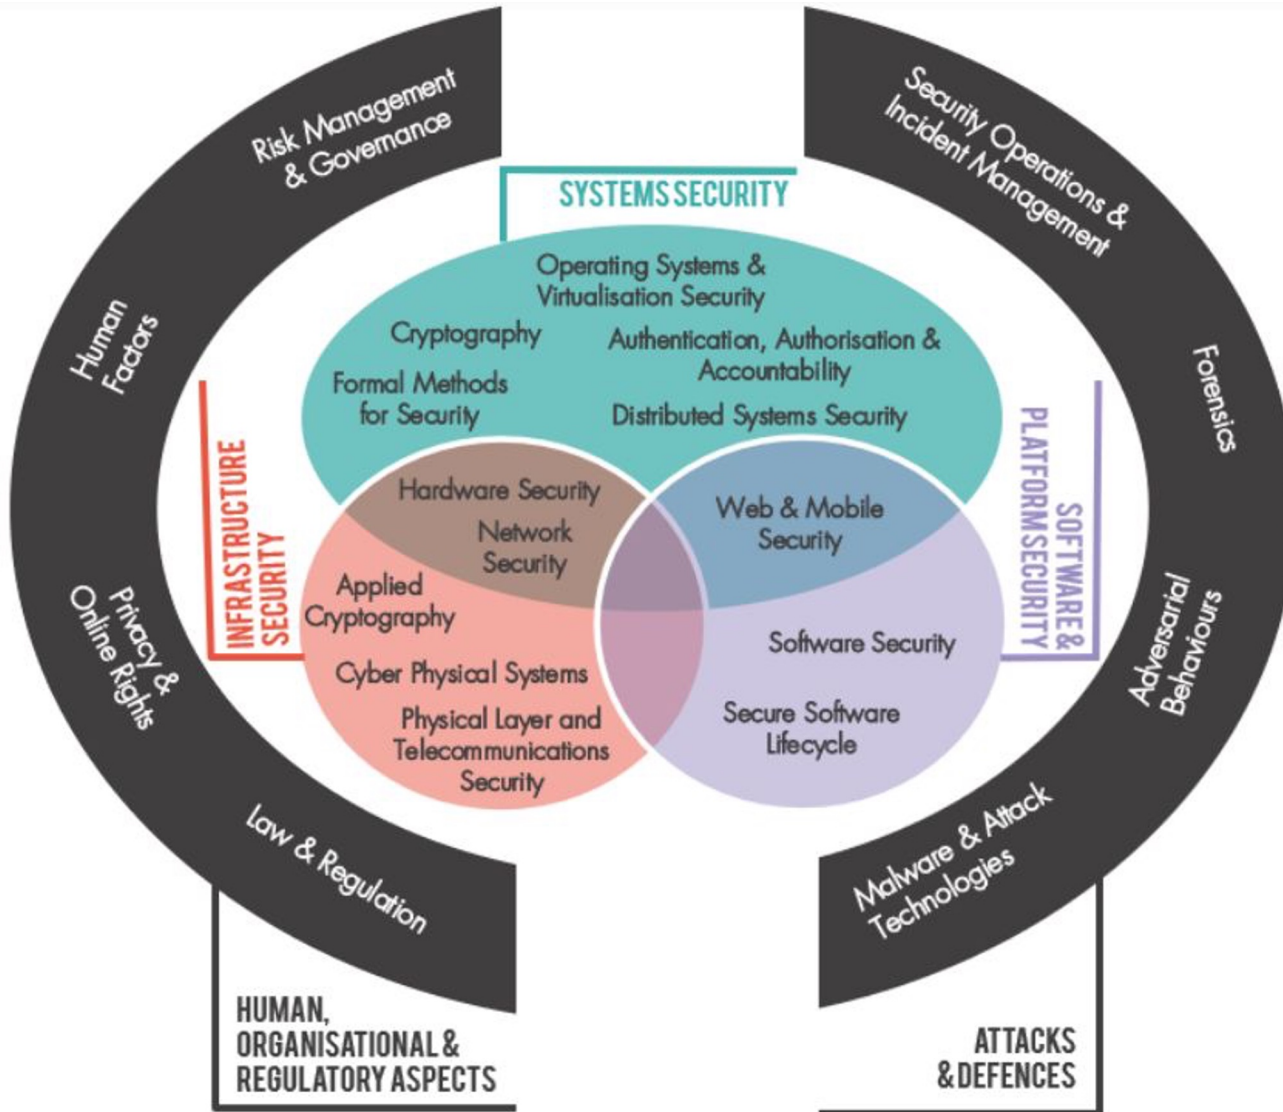 Risk Management
& Governance
Human
Factors
Privacy &
Online Rights
Law & Regulation
HUMAN,
ORGANISATIONAL &
REGULATORY ASPECTS
SYSTEMS SECURITY
Operating Systems &
Virtualisation Security
Cryptography
Authentication, Authorisation &
Accountability
Formal Methods
for Security
Distributed Systems Security
INFRASTRUCTURE
SECURITY
Hardware Security
Network
Security
Applied
Cryptography
Cyber Physical Systems
Physical Layer and
Telecommunications
Security
Web & Mobile
Security
Software Security
Secure Software
Lifecycle
SOFTWARE &
PLATFORM SECURITY
Security Operations &
Incident Management
Forensics
Adversarial
Behaviours
Malware & Attack
Technologies
ATTACKS
& DEFENCES